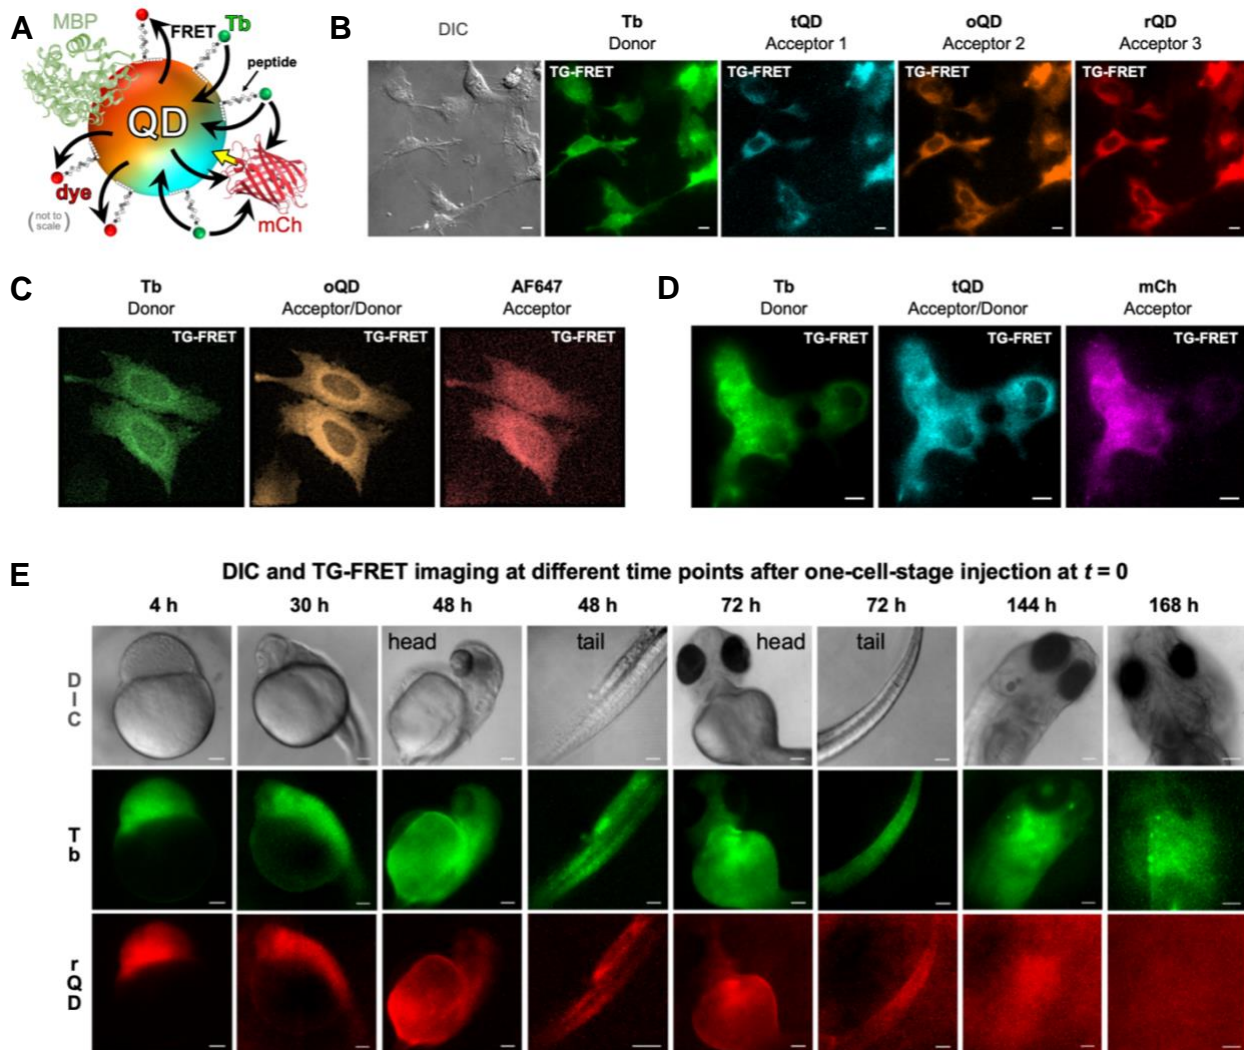 A
MBP
FRET
Tb
peptide
QD
dye
(not to
scale)
mCh
B
DIC
Tb
Donor
tQD
Acceptor 1
oQD
Acceptor 2
rQD
Acceptor 3
TG-FRET
TG-FRET
TG-FRET
TG-FRET
C
Tb
Donor
oQD
Acceptor/Donor
AF647
Acceptor
TG-FRET
TG-FRET
TG-FRET
D
Tb
Donor
tQD
Acceptor/Donor
mCh
Acceptor
TG-FRET
TG-FRET
TG-FRET
E
DIC and TG-FRET imaging at different time points after one-cell-stage injection at t = 0
4 h 30 h 48 h 48 h 72 h 72 h 144 h 168 h
head tail head tail
DIC
Tb
rQD